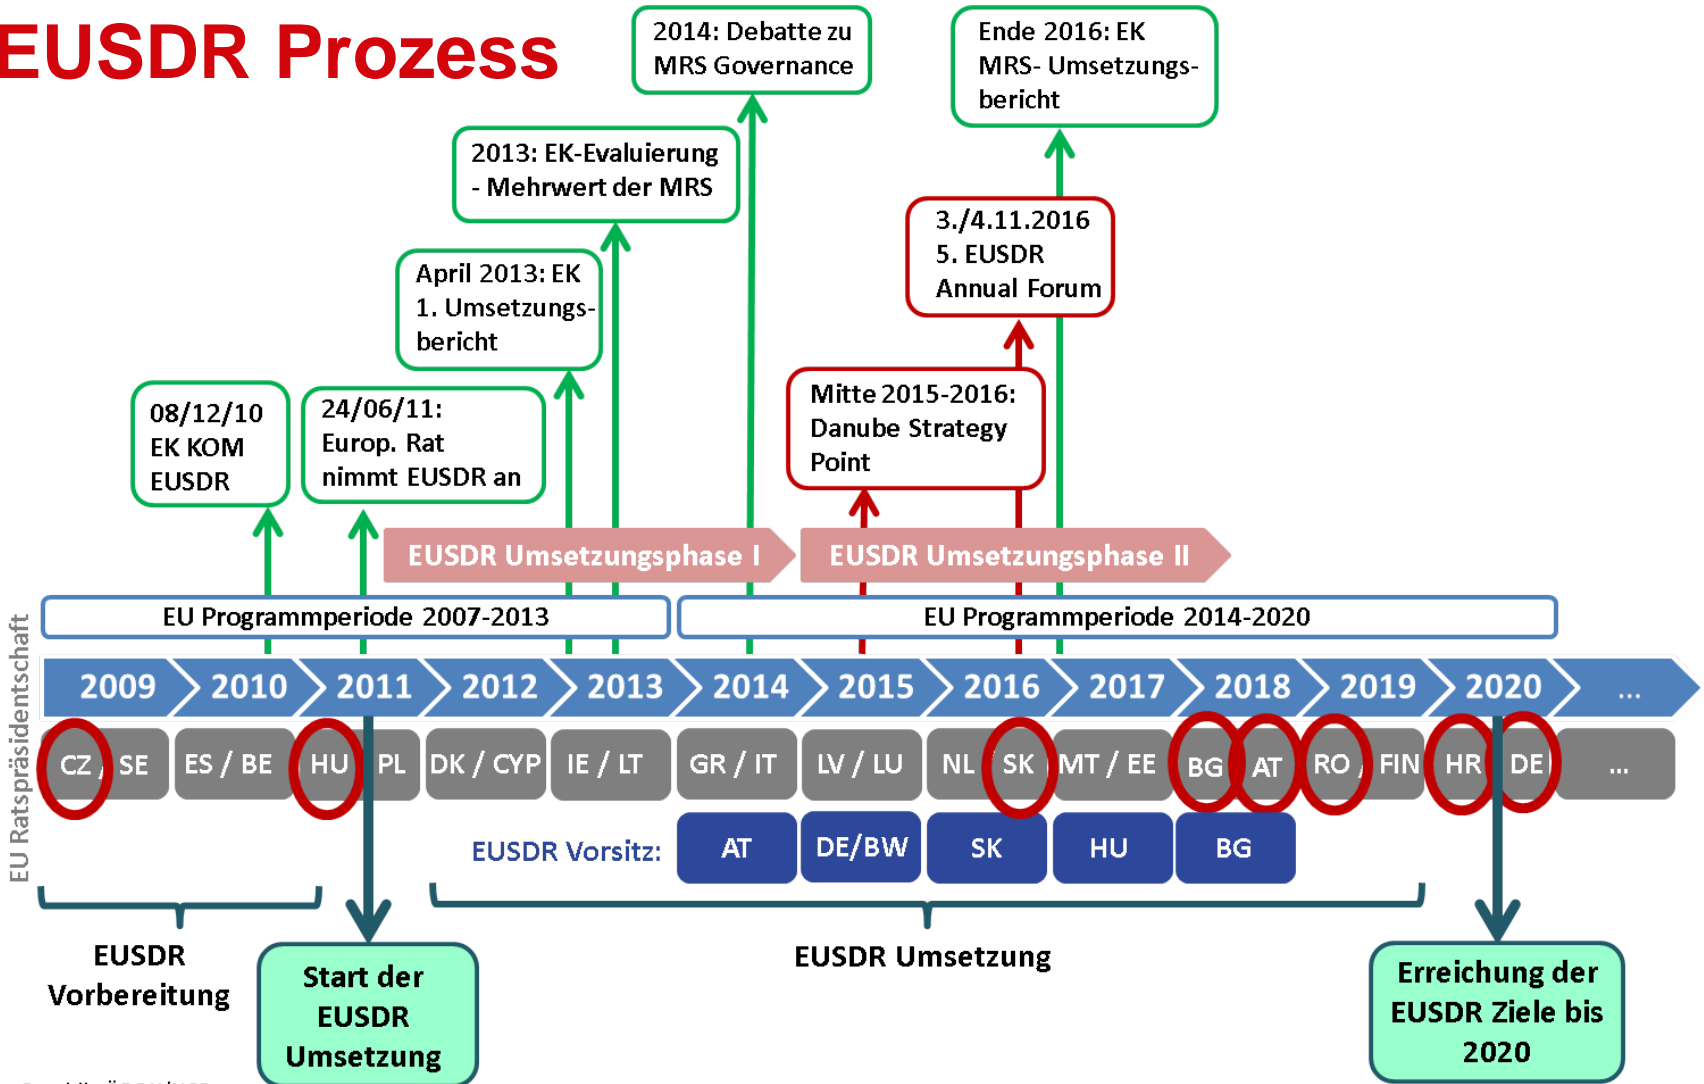 EUSDR Prozess
2014: Debatte zu
MRS Governance
Ende 2016: EK
MRS- Umsetzungs-
bericht
2013: EK-Evaluierung
- Mehrwert der MRS
3./4.11.2016
5. EUSDR
Annual Forum
April 2013: EK
1. Umsetzungs-
bericht
Mitte 2015-2016:
Danube Strategy
Point
08/12/10
EK KOM
EUSDR
24/06/11:
Europ. Rat
nimmt EUSDR an
EUSDR Umsetzungsphase I
EUSDR Umsetzungsphase II
EU Programmperiode 2007-2013
EU Programmperiode 2014-2020
EU Ratspräsidentschaft
2009
2010
2011
2012
2013
2014
2015
2016
2017
2018
2019
2020
...
CZ / SE
ES / BE
HU PL
DK / CYP
IE / LT
GR / IT
LV / LU
NL SK
MT / EE
BG AT
RO / FIN
HR DE
...
EUSDR Vorsitz:
AT
DE/BW
SK
HU
BG
EUSDR
Vorbereitung
Start der
EUSDR
Umsetzung
EUSDR Umsetzung
Erreichung der
EUSDR Ziele bis
2020